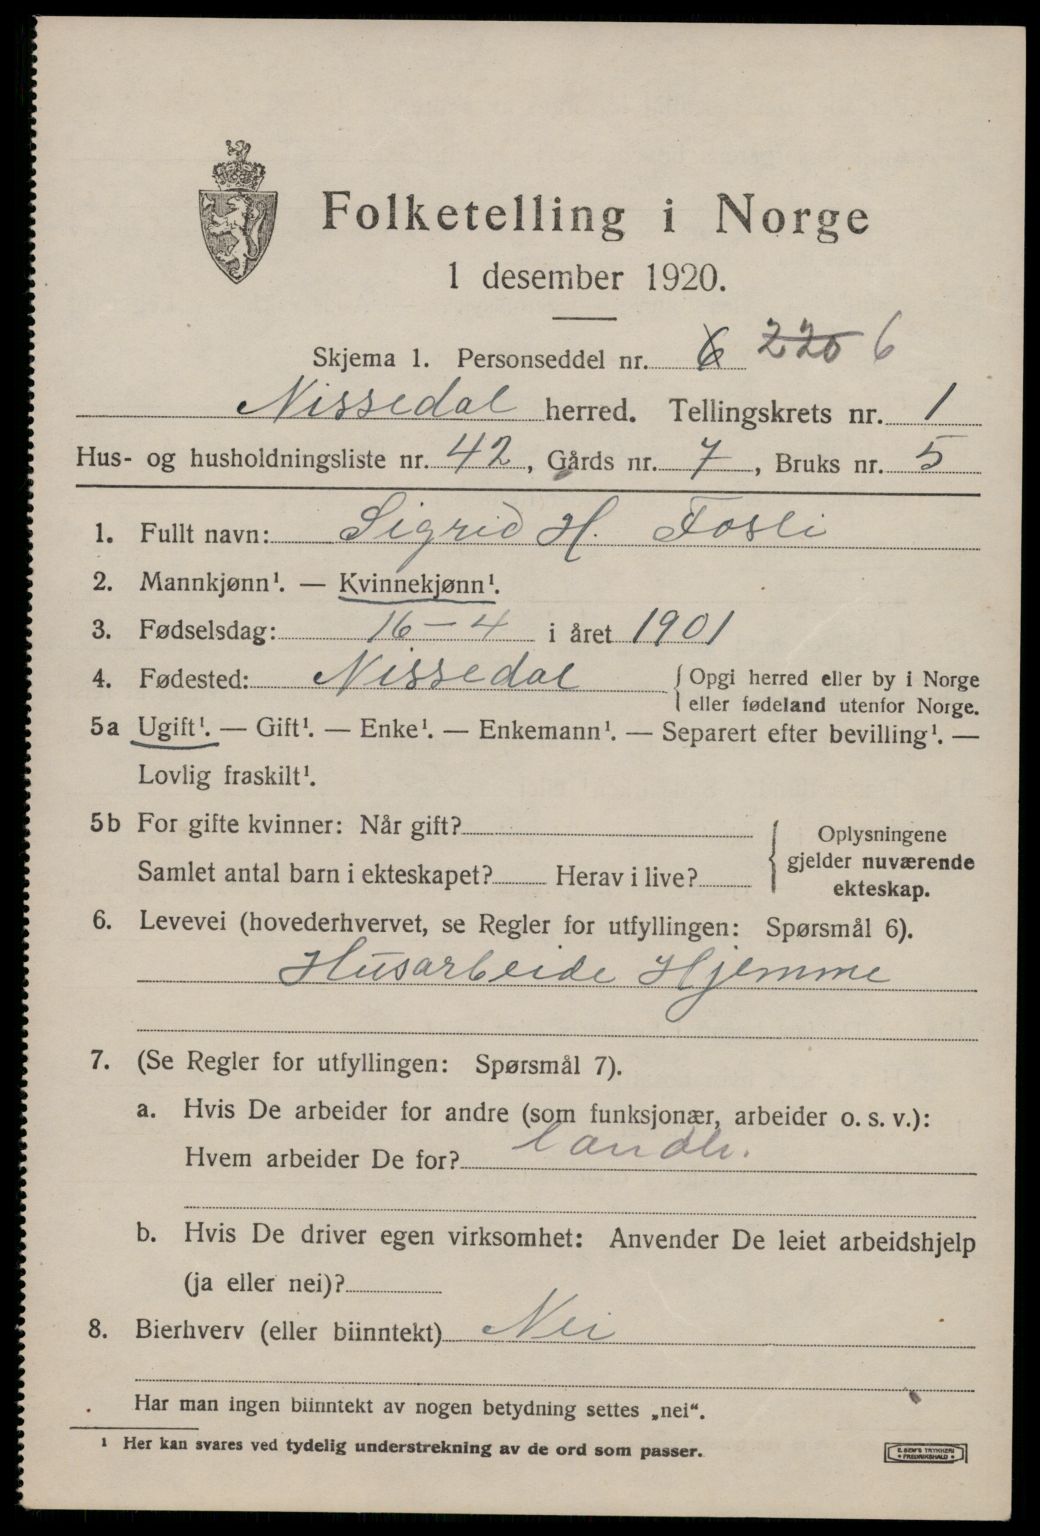 Folketelling i Norge
1 desember 1920.
Skjema 1. Personseddel nr. 6 220 6
Nissedal herred. Tellingskrets nr. 1
Hus- og husholdningsliste nr. 42, Gårds nr. 7, Bruks nr. 5
1. Fullt navn: Sigrid H. Fosli
2. Mannkjønn¹. — Kvinnekjønn¹.
3. Fødselsdag: 16 - 4 i året 1901
4. Fødested: Nissedal { Opgi herred eller by i Norge
eller fødeland utenfor Norge.
5a Ugift¹. — Gift¹. — Enke¹. — Enkemann¹. — Separert efter bevilling¹. —
Lovlig fraskilt¹.
5b For gifte kvinner: Når gift?
Samlet antal barn i ekteskapet? Herav i live?
{ Oplysningene
gjelder nuværende
ekteskap.
6. Levevei (hovederhvervet, se Regler for utfyllingen: Spørsmål 6).
Husarbeide Hjemme
7. (Se Regler for utfyllingen: Spørsmål 7).
a. Hvis De arbeider for andre (som funksjonær, arbeider o. s. v.):
Hvem arbeider De for?
b. Hvis De driver egen virksomhet: Anvender De leiet arbeidshjelp
(ja eller nei)?
8. Bierhverv (eller biinntekt) Nei
Har man ingen biinntekt av nogen betydning settes „nei“.
¹ Her kan svares ved tydelig understrekning av de ord som passer.
E. SEM'S TRYKKERI
FREDRIKSHALD